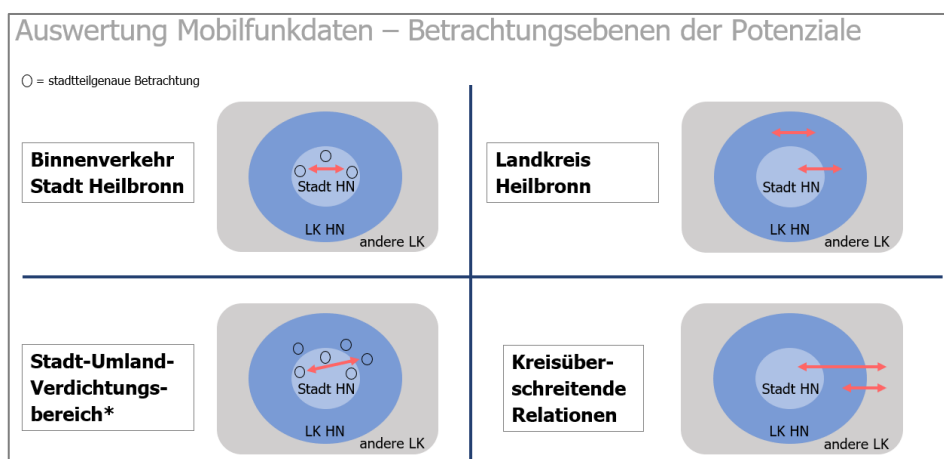 Auswertung Mobilfunkdaten – Betrachtungsebenen der Potenziale
= stadtteilgenaue Betrachtung
Binnenverkehr
Stadt Heilbronn
Stadt HN
LK HN
andere LK
Landkreis
Heilbronn
Stadt HN
LK HN
andere LK
Stadt-Umland-
Verdichtungs-
bereich*
Stadt HN
LK HN
andere LK
Kreisüber-
schreitende
Relationen
Stadt HN
LK HN
andere LK